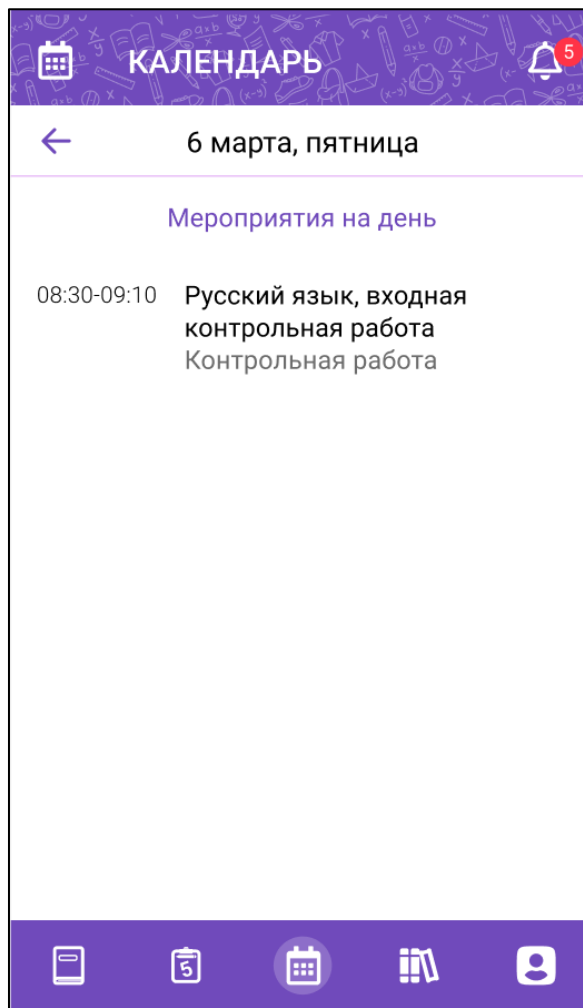 КАЛЕНДАРЬ
5
6 марта, пятница
Мероприятия на день
08:30-09:10
Русский язык, входная
контрольная работа
Контрольная работа
5